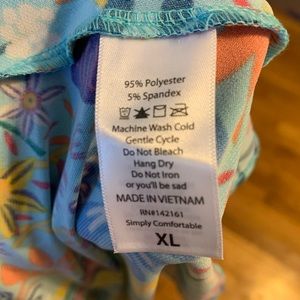 95% Polyester
5% Spandex
Machine Wash Cold
Gentle Cycle
Do Not Bleach
Hang Dry
Do Not Iron
or you'll be sad
MADE IN VIETNAM
RN#142161
Simply Comfortable
XL